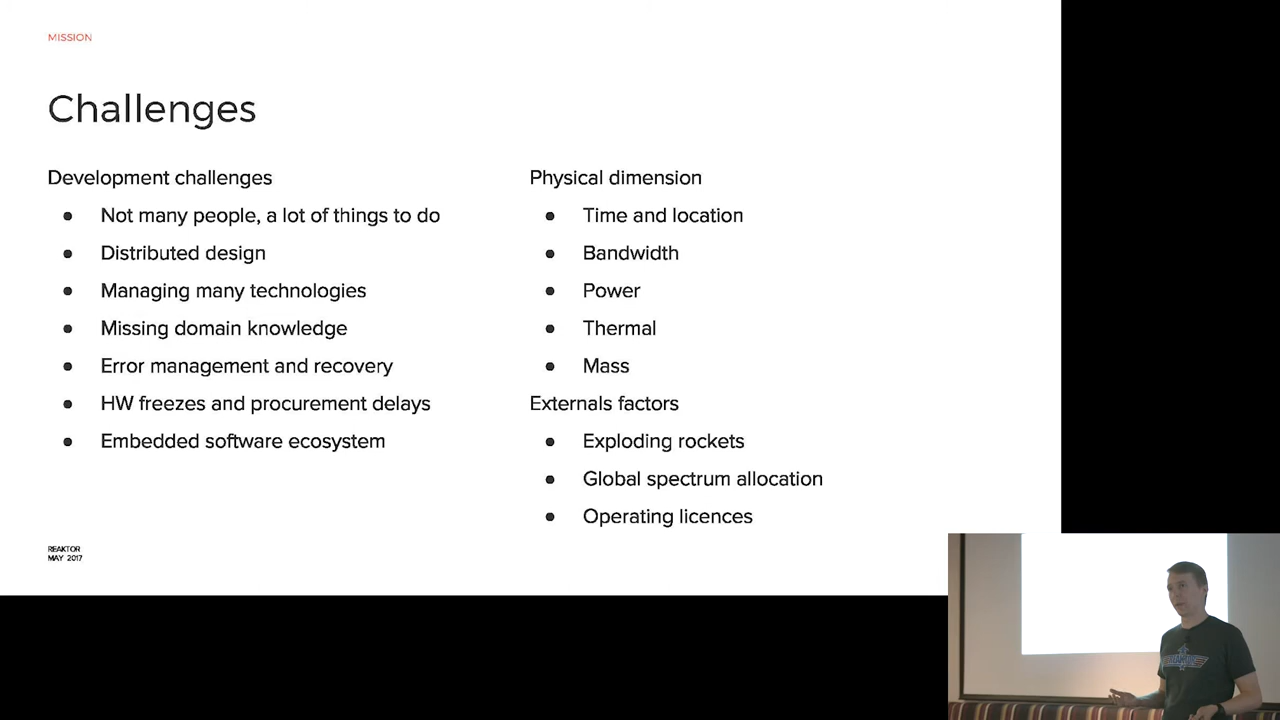 MISSION
Challenges
Development challenges
● Not many people, a lot of things to do
● Distributed design
● Managing many technologies
● Missing domain knowledge
● Error management and recovery
● HW freezes and procurement delays
● Embedded software ecosystem
Physical dimension
● Time and location
● Bandwidth
● Power
● Thermal
● Mass
Externals factors
● Exploding rockets
● Global spectrum allocation
● Operating licences
REAKTOR
MAY 2017